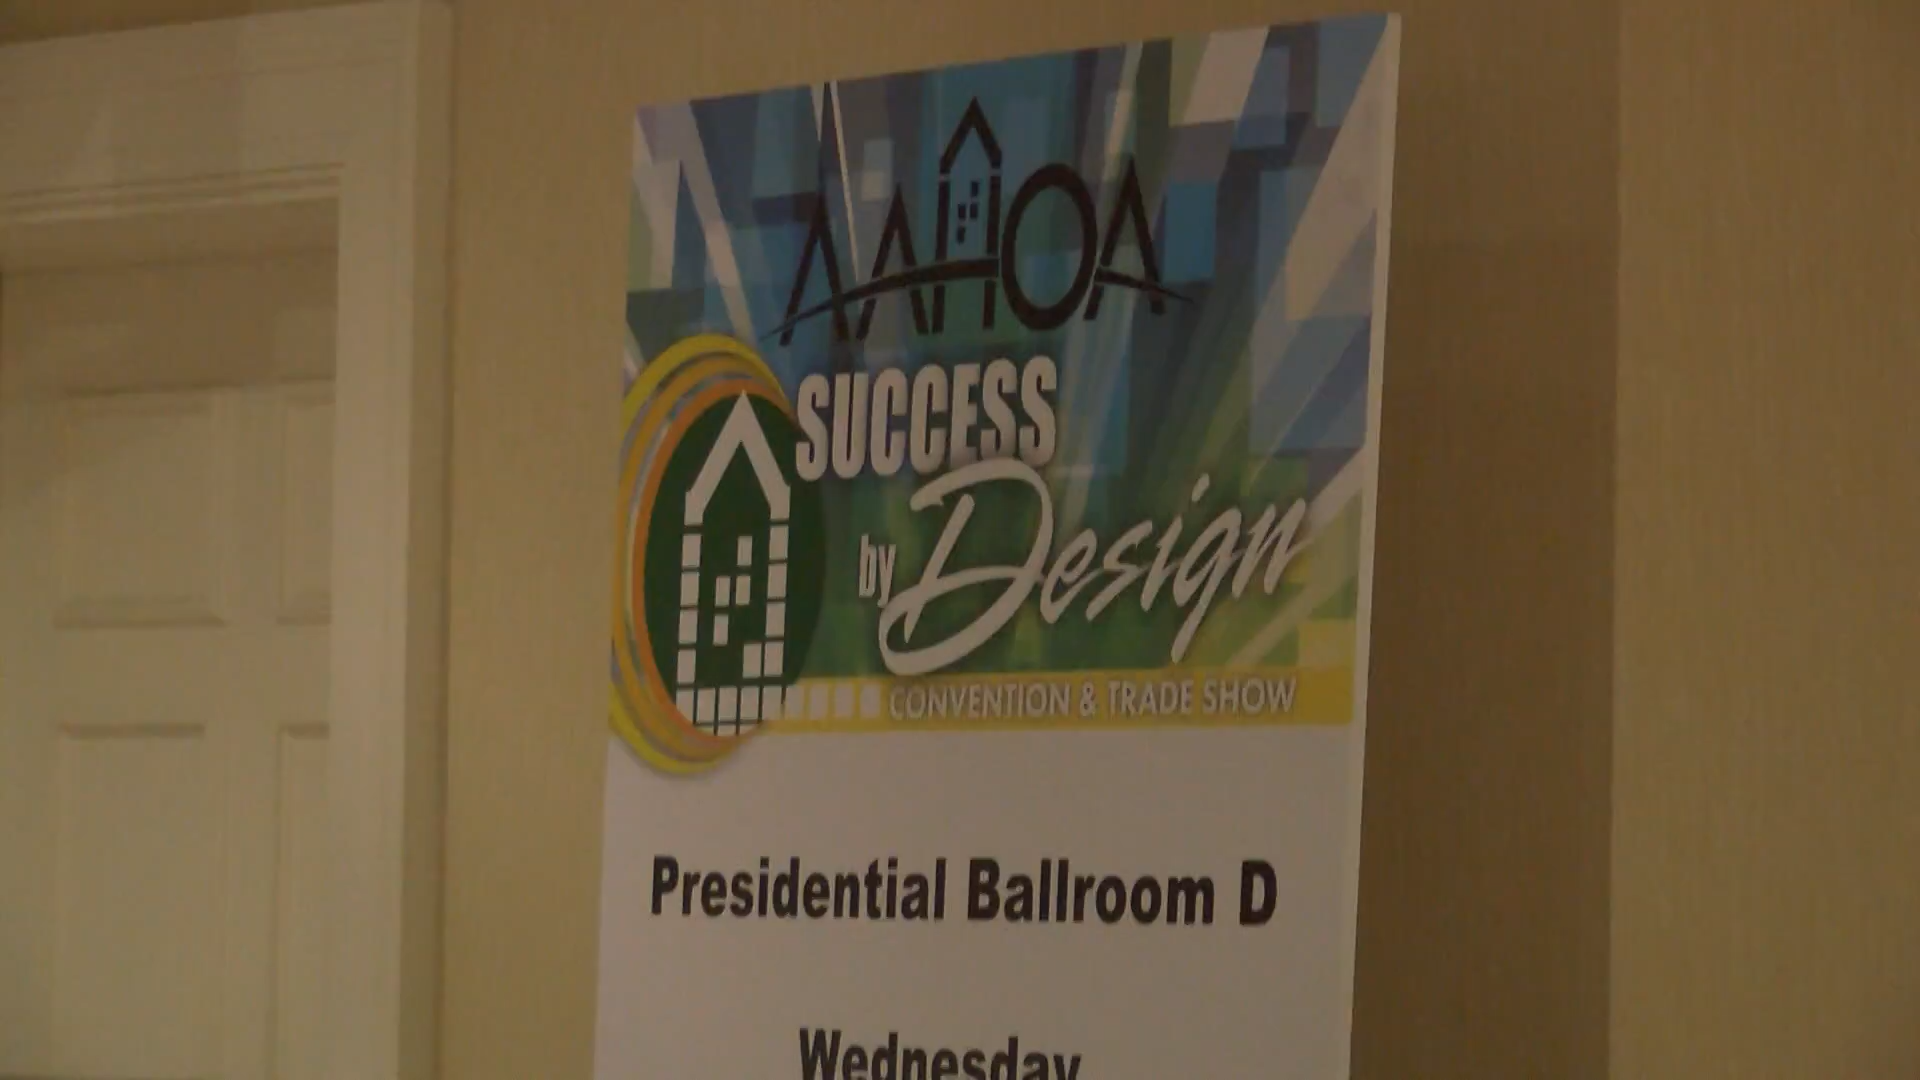 AAHOA
SUCCESS
by Design
CONVENTION & TRADE SHOW
Presidential Ballroom D
Wednesday